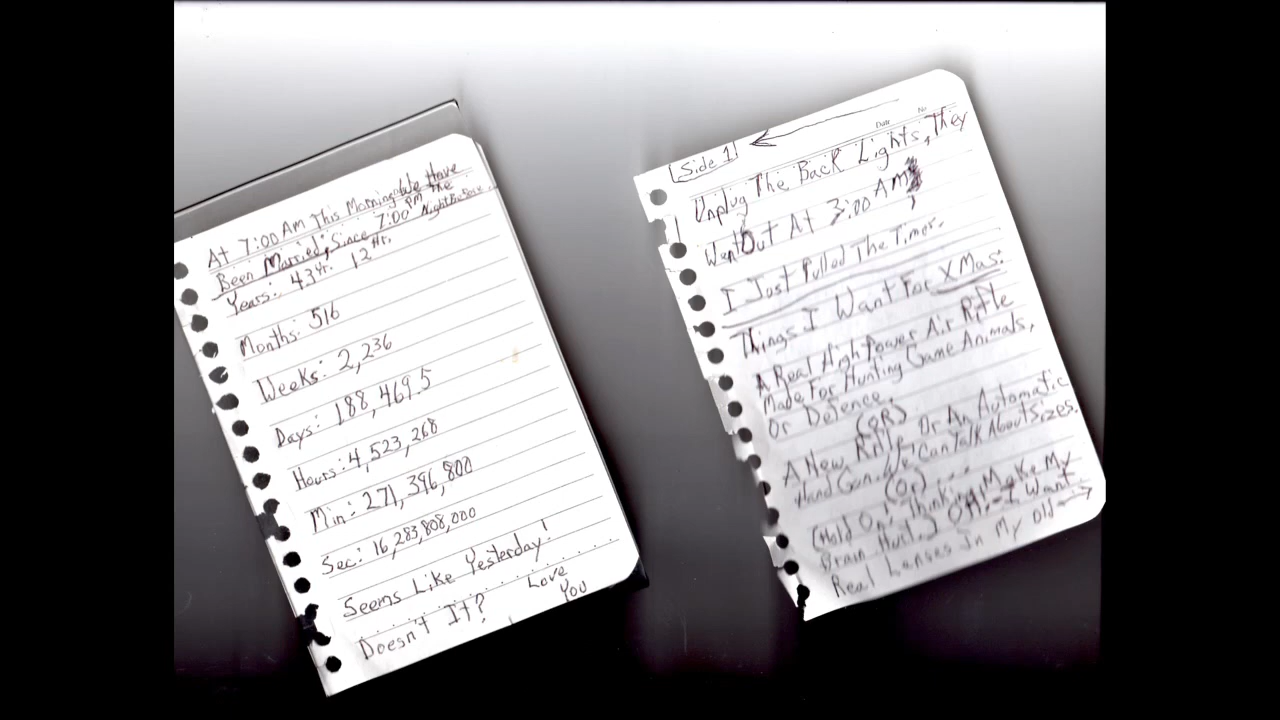 At 7:00 Am This Morning We Have
Been Married, Since 7:00 PM The
Night Before
Years: 43 Yr. 12 Hr.
Months: 516
Weeks: 2,236
Days: 188,469.5
Hours: 4,523,268
Min: 271,396,800
Sec: 16,283,808,000
Seems Like Yesterday!
Doesn't It? Love
You
Side 1
Date No
Unplug The Back Lights, They
Went Out At 3:00 AM
I Just Pulled The Timer.
Things I Want For XMas:
A Real High Power Air Rifle
Made For Hunting Game Animals,
Or Defence.
(OR)
A New Rifle, Or An Automatic
Hand Gun. We Can Talk About Sizes.
(Or)....
(Hold On! Thinking Make My
Brain Hurt.) OH!-I Want
Real Lenses In My Old →